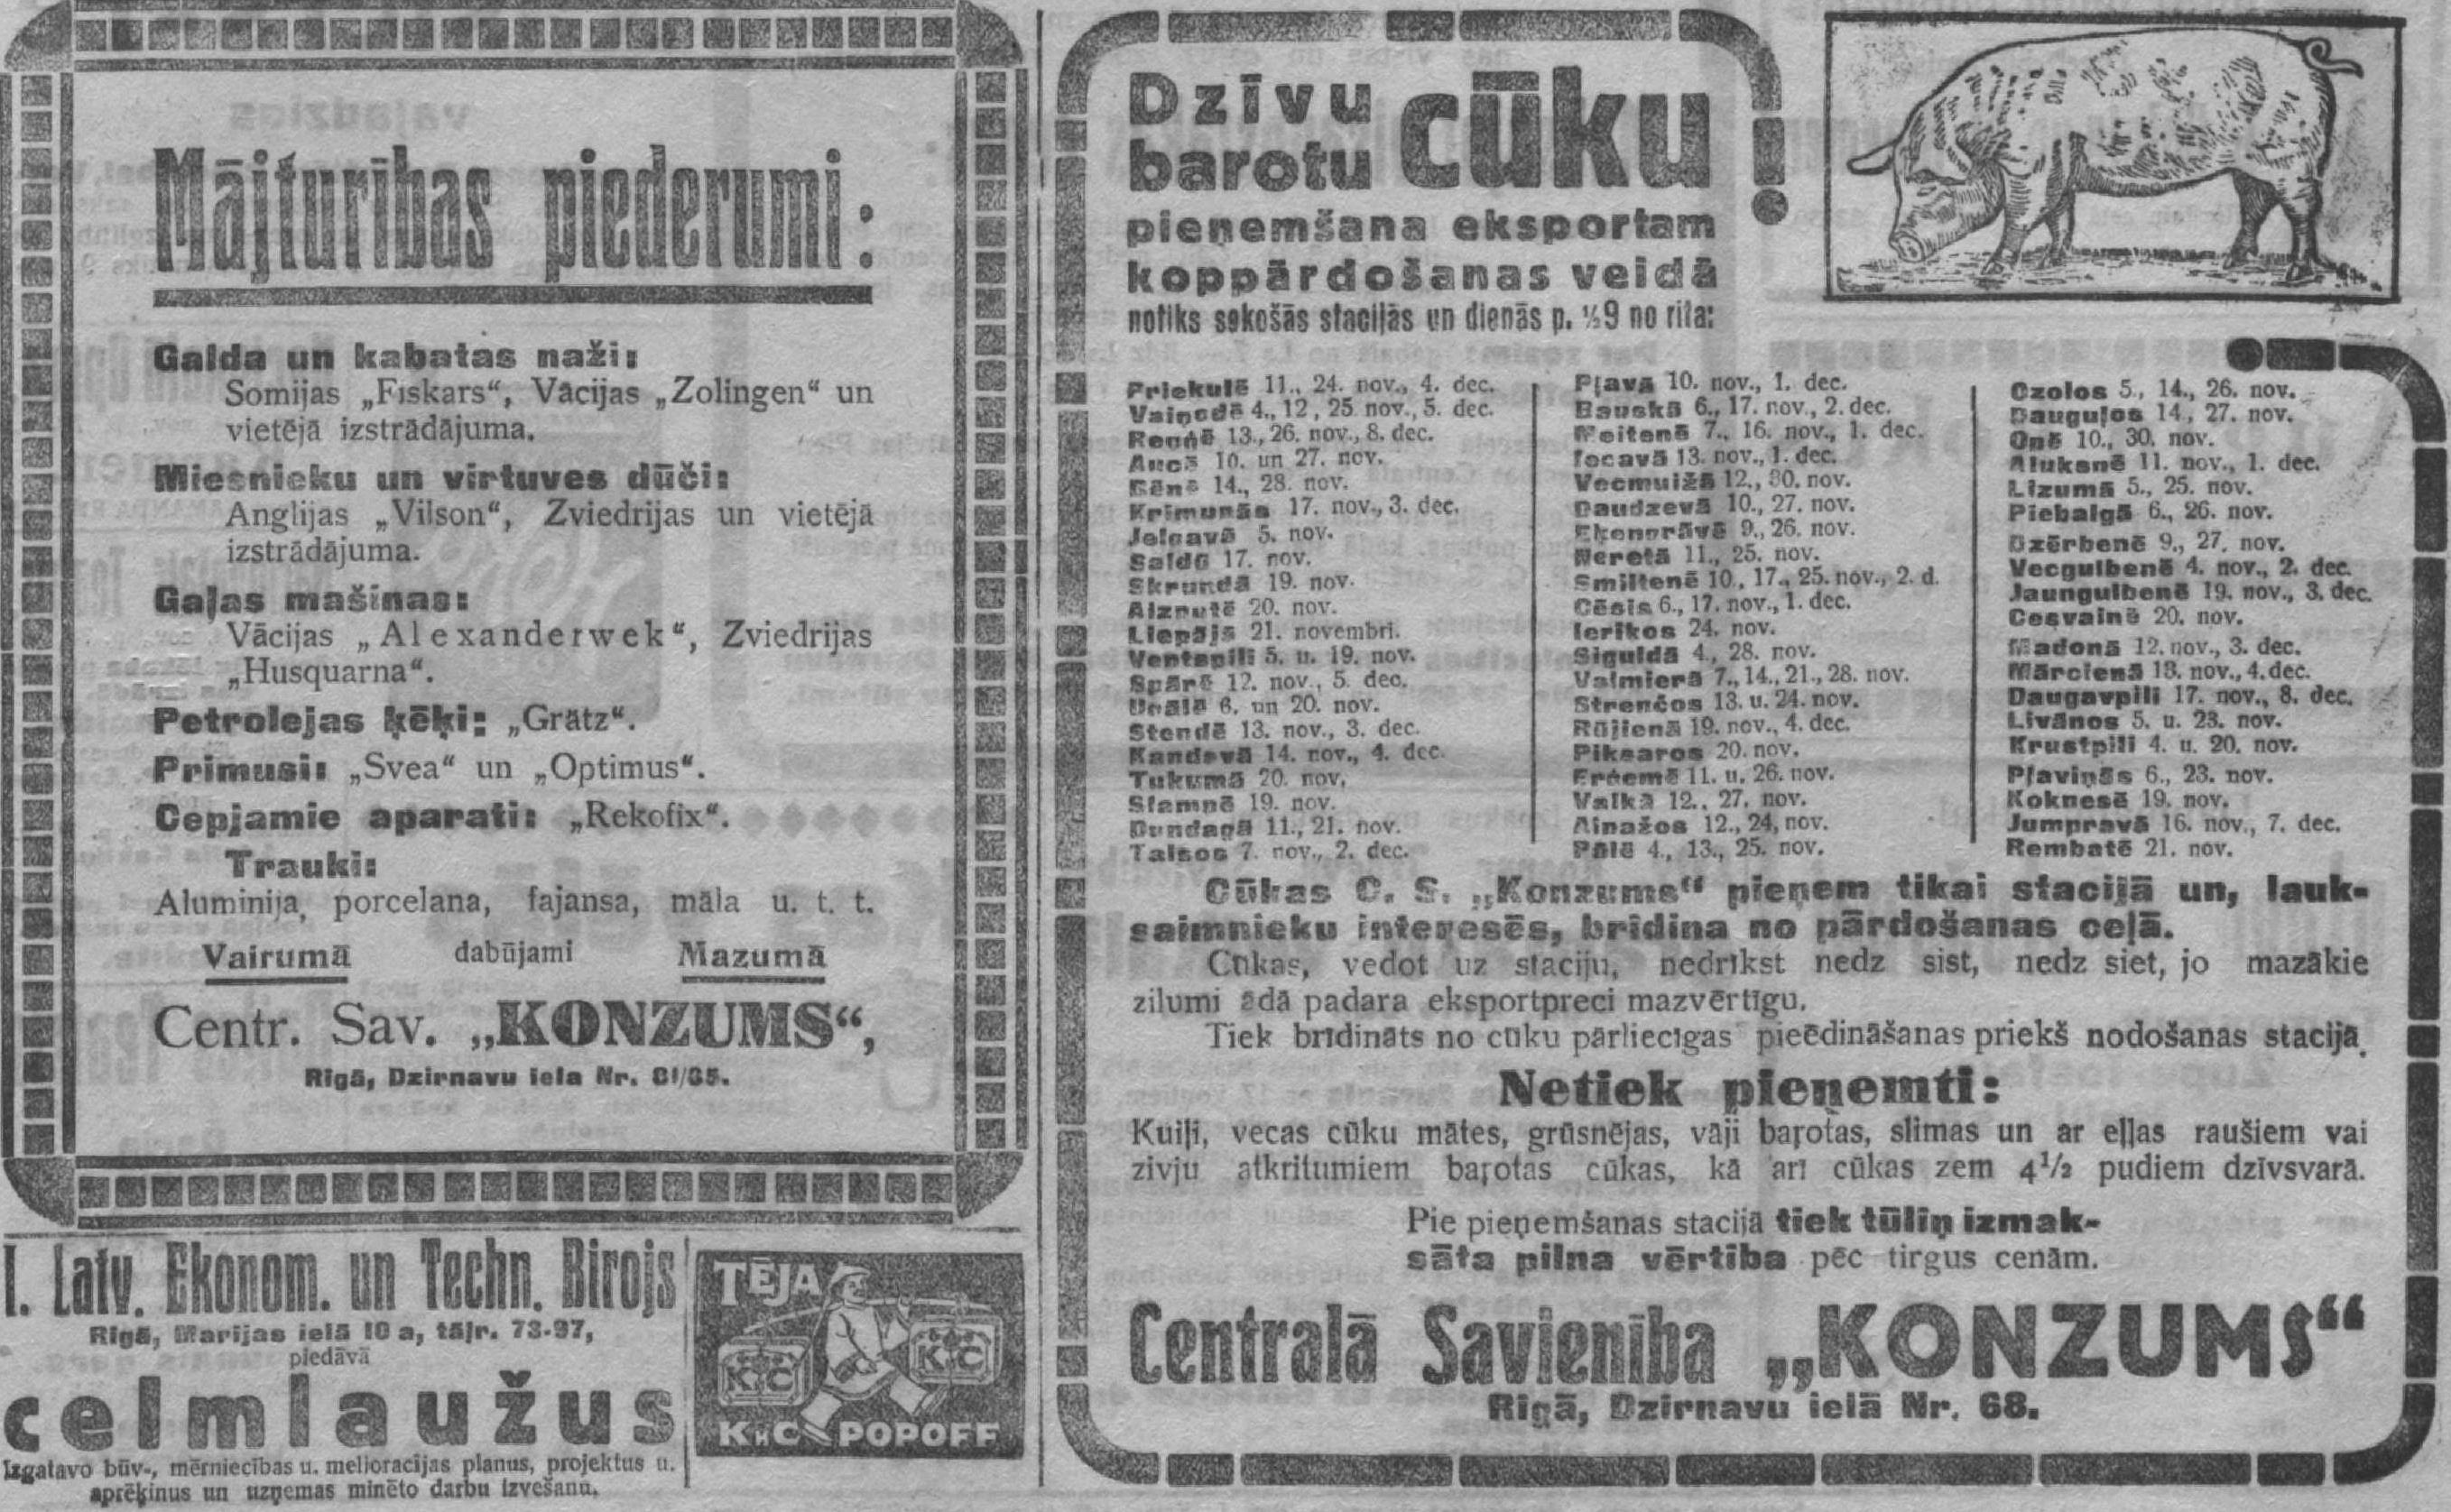 Mājturības piederumi:
Galda un kabatas naži:
Somijas „Fiskars“, Vācijas „Zolingen“ un
vietējā izstrādājuma.
Miesnieku un virtuves dūči:
Anglijas „Vilson“, Zviedrijas un vietējā
izstrādājuma.
Gaļas mašinas:
Vācijas „Alexanderwek“, Zviedrijas
„Husquarna“.
Petrolejas ķēķi: „Grätz“.
Primusi: „Svea“ un „Optimus“.
Cepjamie aparati: „Rekofix“.
Trauki:
Aluminija, porcelana, fajansa, māla u. t. t.
Vairumā dabūjami Mazumā
Centr. Sav. „KONZUMS“,
Rīgā, Dzirnavu iela Nr.
I. Latv. Ekonom. un Techn. Birojs
Rīgā, Marijas ielā 10 a, tālr. 73-97,
piedāvā
celmlaužus
Izgatavo būv-, mērniecības u. melioracijas planus, projektus u.
aprēķinus un uzņemas minēto darbu izvešanu.
TĒJA
K&C
K&C
K&C POPOFF
Dzīvu
barotu cūku!
pieņemšana eksportam
koppārdošanas veidā
notiks sekošās stacijās un dienās p. ½9 no rīta:
Priekulē 11., 24. nov., 4. dec.
Vaiņodē 4., 12, 25 nov., 5. dec.
Reņģē 13., 26. nov., 8. dec.
Aucē 10. un 27. nov.
Bēnē 14., 28. nov.
Krimunās 17. nov., 3. dec.
Jelgavā 5. nov.
Saldū 17. nov.
Skrundā 19. nov.
Aizputē 20. nov.
Liepājā 21. novembri.
Ventspilī 5. u. 19. nov.
Spārē 12. nov., 5. dec.
Ugālē 6. un 20. nov.
Stendē 13. nov., 3. dec.
Kandavā 14. nov., 4. dec.
Tukumā 20. nov.
Slampē 19. nov.
Dundagā 11., 21. nov.
Talsos 7. nov., 2. dec.
Pļavā 10. nov., 1. dec.
Bauskā 6., 17. nov., 2. dec.
Meitenē 7., 16. nov., 1. dec.
Iecavā 13. nov., 1. dec.
Vecmuižā 12., 30. nov.
Daudzevā 10., 27. nov.
Ekengrāvē 9., 26. nov.
Neretā 11., 25. nov.
Smiltenē 10., 17., 25. nov., 2. d.
Cēsīs 6., 17. nov., 1. dec.
Ierikos 24. nov.
Siguldā 4., 28. nov.
Valmierā 7., 14., 21., 28. nov.
Strenčos 13. u. 24. nov.
Rūjienā 19. nov., 4. dec.
Piksaros 20. nov.
Ērģemē 11. u. 26. nov.
Valkā 12., 27. nov.
Ainažos 12., 24, nov.
Pālē 4., 13., 25. nov.
Ozolos 5., 14., 26. nov.
Dauguļos 14, 27. nov.
Apē 10., 30. nov.
Alūksnē 11. nov., 1. dec.
Lizumā 5., 25. nov.
Piebalgā 6., 26. nov.
Dzērbenē 9., 27. nov.
Vecgulbenē 4. nov., 2. dec.
Jaungulbenē 19. nov., 3. dec.
Cesvainē 20. nov.
Madonā 12. nov., 3. dec.
Mārcienā 13. nov., 4. dec.
Daugavpilī 17. nov., 8. dec.
Līvānos 5. u. 23. nov.
Krustpilī 4. u. 20. nov.
Pļaviņās 6., 23. nov.
Koknesē 19. nov.
Jumpravā 16. nov., 7. dec.
Rembatē 21. nov.
Cūkas C. S. „Konzums“ pieņem tikai stacijā un, lauk-
saimnieku interesēs, brīdina no pārdošanas ceļā.
Cūkas, vedot uz staciju, nedrīkst nedz sist, nedz siet, jo mazākie
zilumi ādā padara eksportpreci mazvērtīgu.
Tiek brīdināts no cūku pārliecīgas pieēdināšanas priekš nodošanas stacijā.
Netiek pieņemti:
Kuiļi, vecas cūku mātes, grūsnējas, vāji baŗotas, slimas un ar eļļas raušiem vai
zivju atkritumiem baŗotas cūkas, kā arī cūkas zem 4½ pudiem dzīvsvarā.
Pie pieņemšanas stacijā tiek tūliņ izmak-
sāta pilna vērtība pēc tirgus cenām.
Centralā Savienība „KONZUMS“
Rīgā, Dzirnavu ielā Nr. 68.